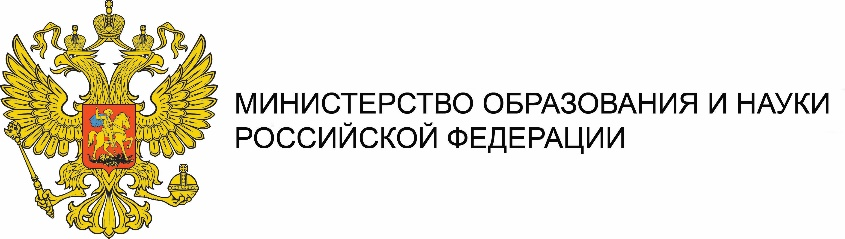 МИНИСТЕРСТВО ОБРАЗОВАНИЯ И НАУКИ
РОССИЙСКОЙ ФЕДЕРАЦИИ